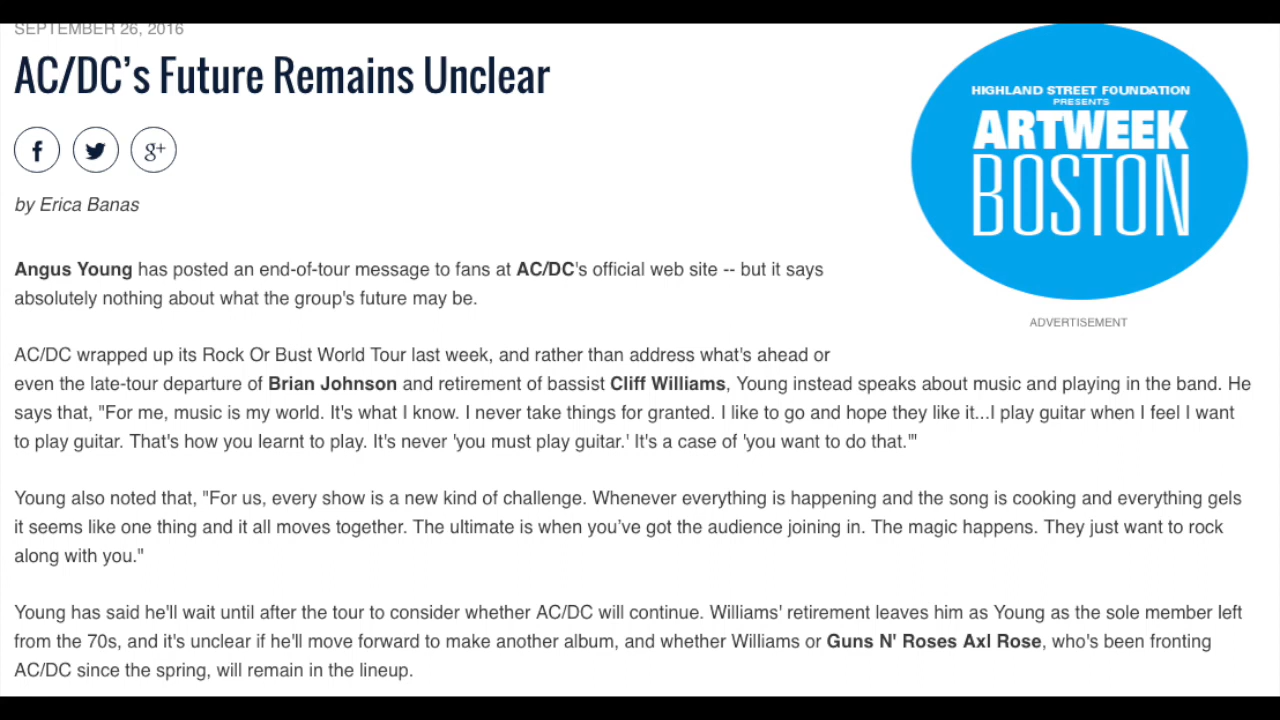 SEPTEMBER 26, 2016
AC/DC’s Future Remains Unclear
f
g+
by Erica Banas
HIGHLAND STREET FOUNDATION
PRESENTS
ARTWEEK
BOSTON
ADVERTISEMENT
Angus Young has posted an end-of-tour message to fans at AC/DC's official web site -- but it says
absolutely nothing about what the group's future may be.
AC/DC wrapped up its Rock Or Bust World Tour last week, and rather than address what's ahead or
even the late-tour departure of Brian Johnson and retirement of bassist Cliff Williams, Young instead speaks about music and playing in the band. He
says that, "For me, music is my world. It's what I know. I never take things for granted. I like to go and hope they like it...I play guitar when I feel I want
to play guitar. That's how you learnt to play. It's never 'you must play guitar.' It's a case of 'you want to do that.'"
Young also noted that, "For us, every show is a new kind of challenge. Whenever everything is happening and the song is cooking and everything gels
it seems like one thing and it all moves together. The ultimate is when you’ve got the audience joining in. The magic happens. They just want to rock
along with you."
Young has said he'll wait until after the tour to consider whether AC/DC will continue. Williams' retirement leaves him as Young as the sole member left
from the 70s, and it's unclear if he'll move forward to make another album, and whether Williams or Guns N' Roses Axl Rose, who's been fronting
AC/DC since the spring, will remain in the lineup.